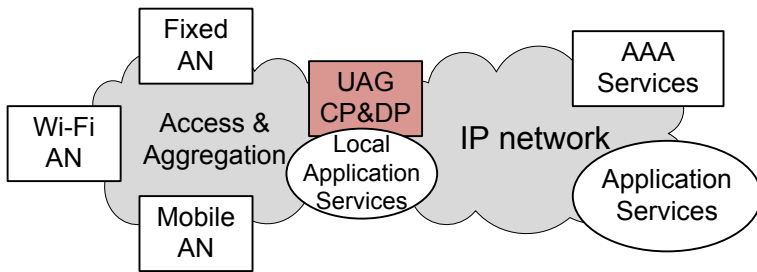 Fixed
AN
Wi-Fi
AN
Mobile
AN
Access &
Aggregation
UAG
CP&DP
Local
Application
Services
IP network
AAA
Services
Application
Services